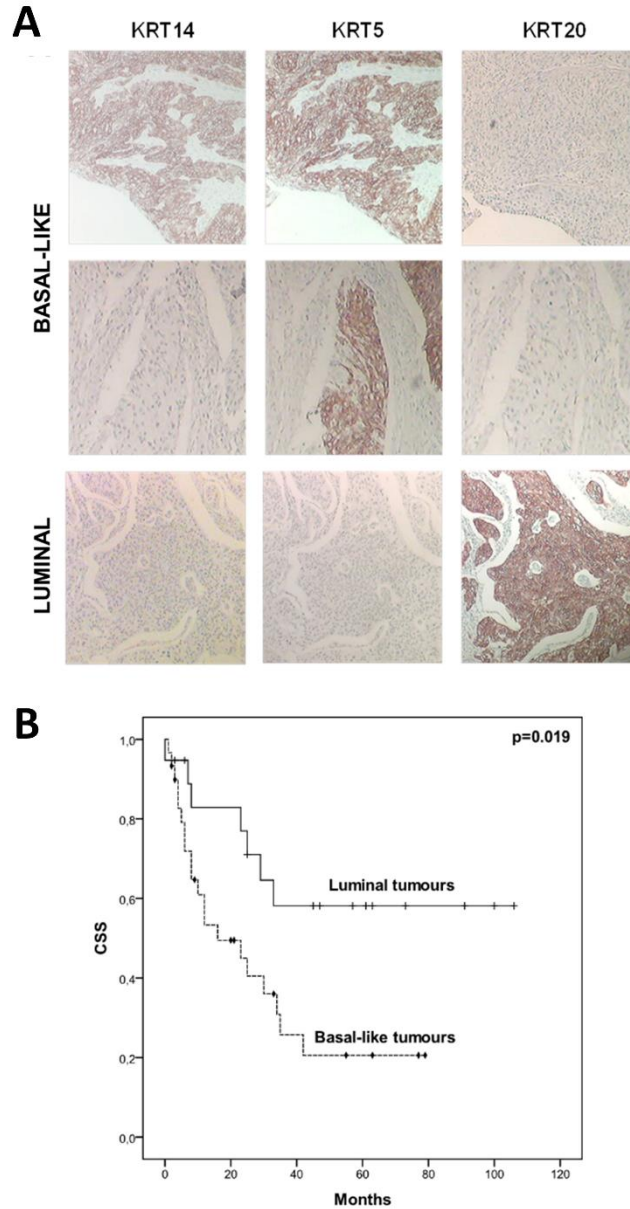 A
KRT14 KRT5 KRT20
BASAL-LIKE
LUMINAL
B
p=0.019
1,0
0,8
0,6
0,4
0,2
0,0
CSS
Luminal tumours
Basal-like tumours
0 20 40 60 80 100 120
Months